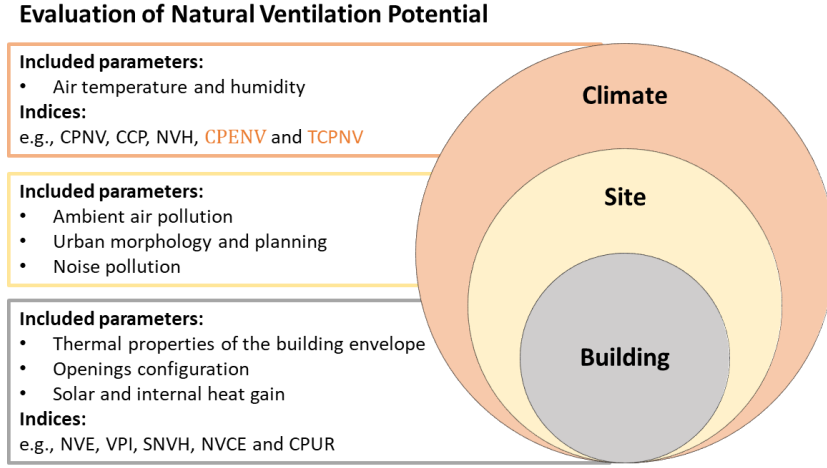 Evaluation of Natural Ventilation Potential
Included parameters:
• Air temperature and humidity
Indices:
e.g., CPNV, CCP, NVH, CPENV and TCPNV
Included parameters:
• Ambient air pollution
• Urban morphology and planning
• Noise pollution
Included parameters:
• Thermal properties of the building envelope
• Openings configuration
• Solar and internal heat gain
Indices:
e.g., NVE, VPI, SNVH, NVCE and CPUR
Climate
Site
Building